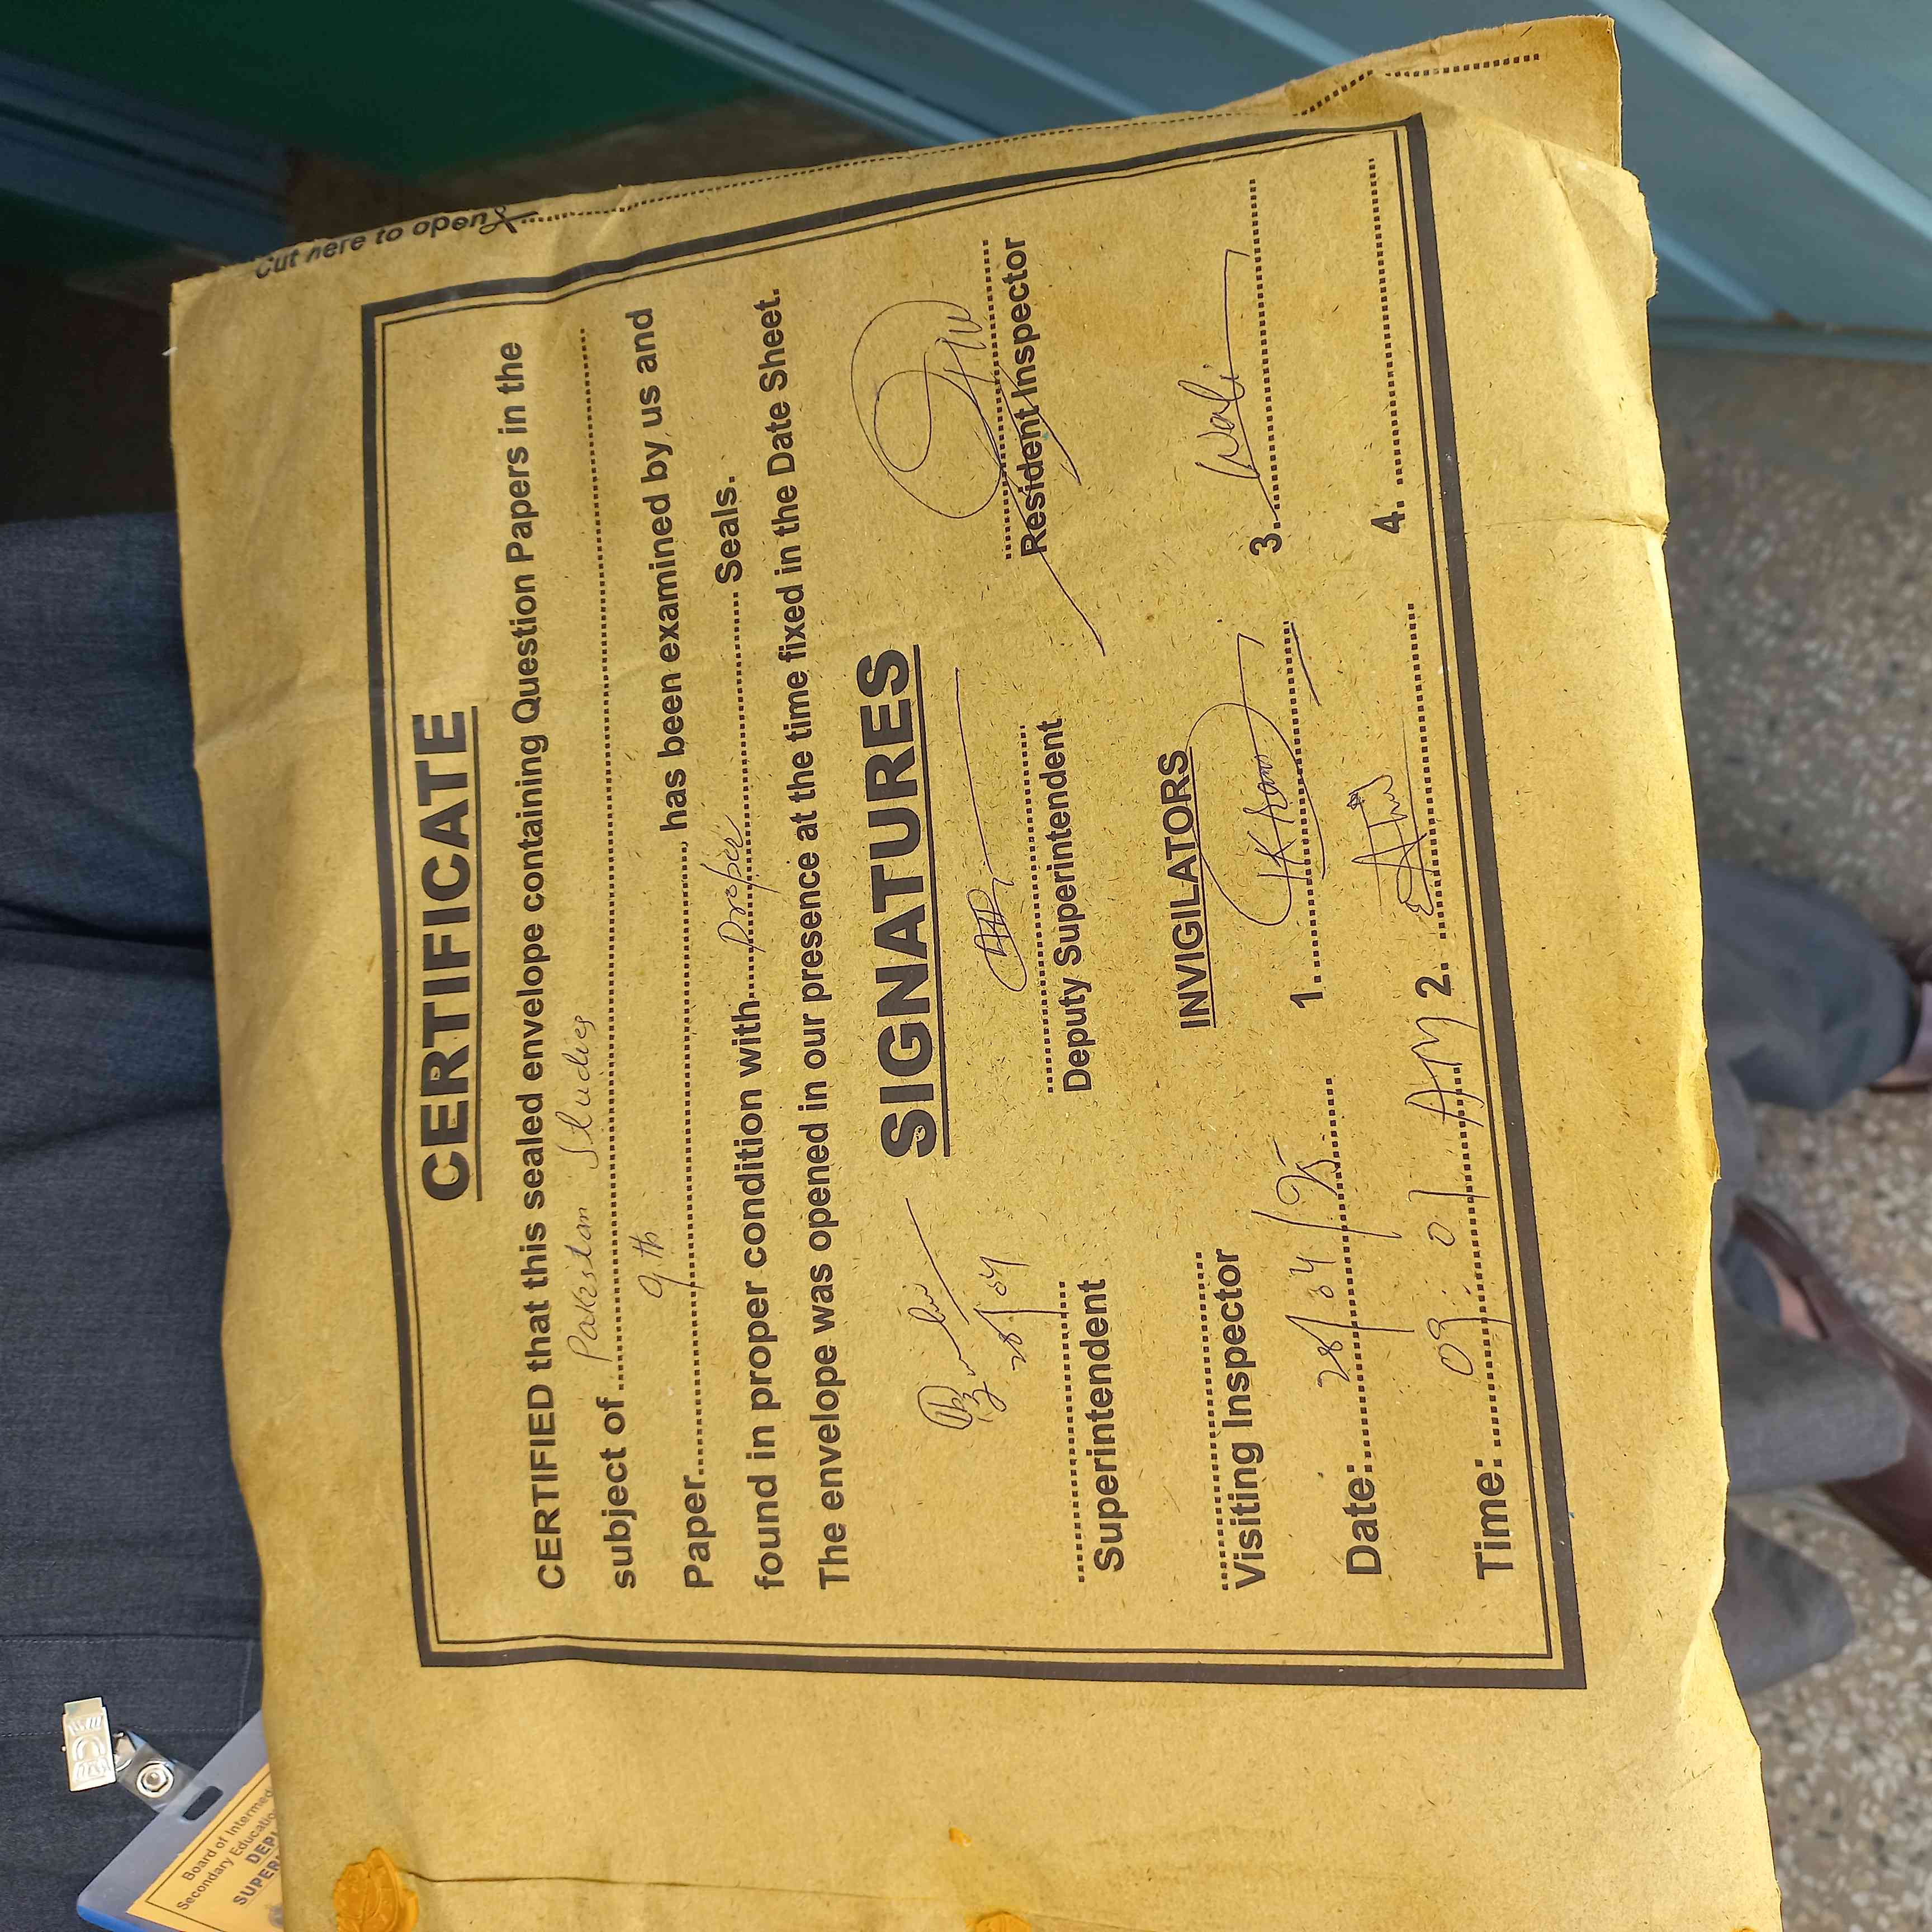 Cut here to open
CERTIFICATE
CERTIFIED that this sealed envelope containing Question Papers in the
subject of Pakistan Studies
Paper 9th has been examined by us and
found in proper condition with proper Seals.
The envelope was opened in our presence at the time fixed in the Date Sheet.
SIGNATURES
28/04
Superintendent
Deputy Superintendent
Resident Inspector
INVIGILATORS
Visiting Inspector
1.
3. Wali
Date: 28/04/25
2.
4.
Time: 09:01 AM
Board of Intermed
Secondary Educatio
DEPU
SUPER